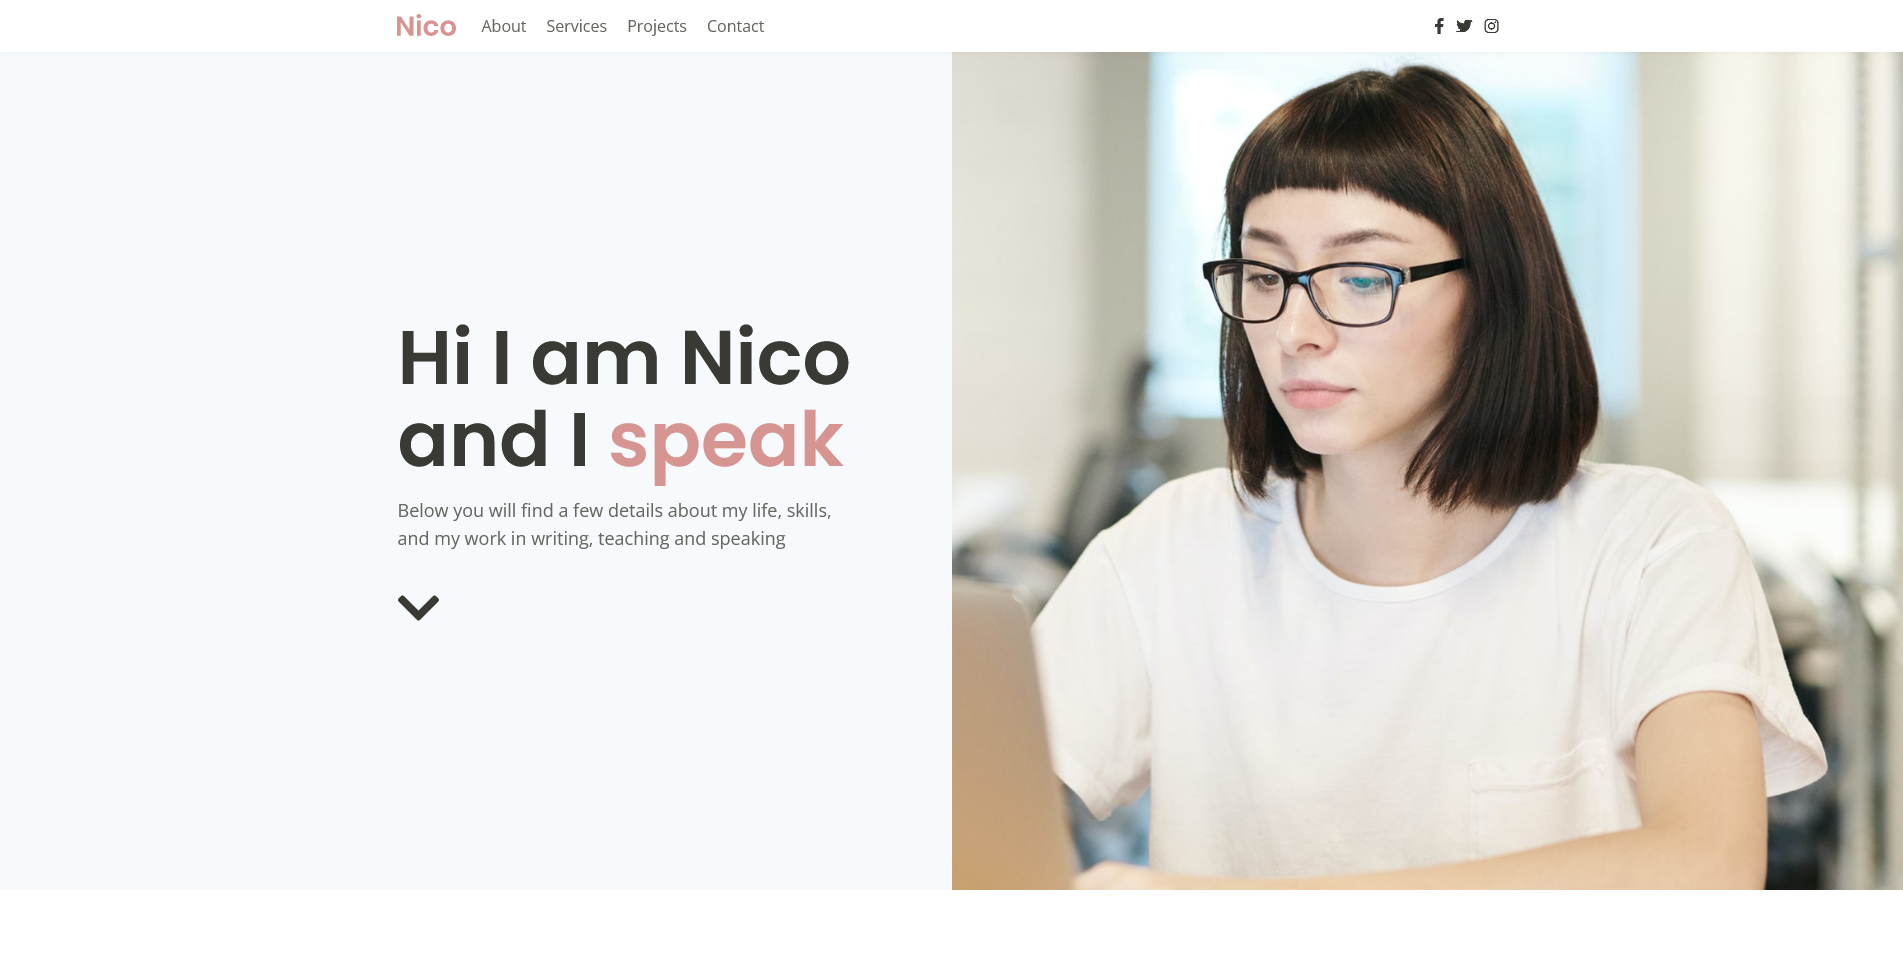 Nico
About
Services
Projects
Contact
Hi I am Nico
and I speak
Below you will find a few details about my life, skills,
and my work in writing, teaching and speaking